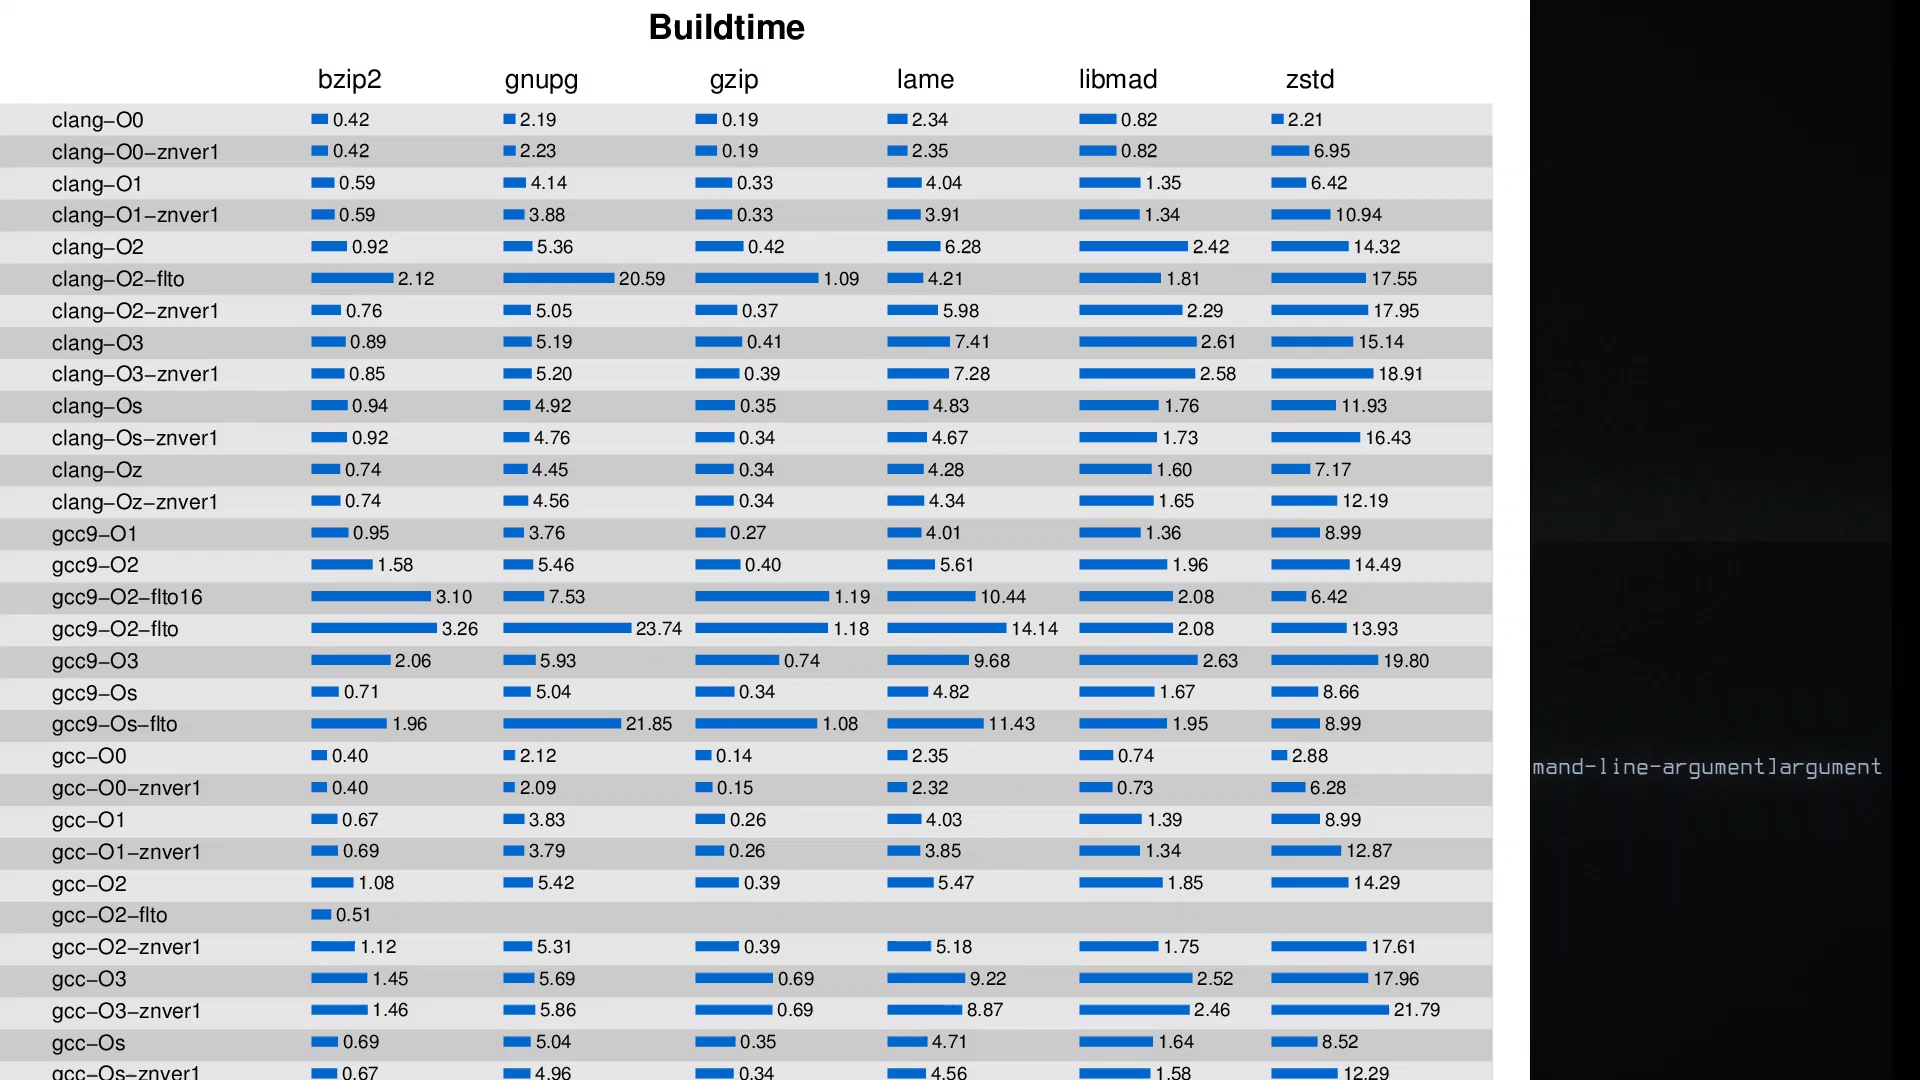 Buildtime
bzip2 gnupg gzip lame libmad zstd
clang−O0 0.42 2.19 0.19 2.34 0.82 2.21
clang−O0−znver1 0.42 2.23 0.19 2.35 0.82 6.95
clang−O1 0.59 4.14 0.33 4.04 1.35 6.42
clang−O1−znver1 0.59 3.88 0.33 3.91 1.34 10.94
clang−O2 0.92 5.36 0.42 6.28 2.42 14.32
clang−O2−flto 2.12 20.59 1.09 4.21 1.81 17.55
clang−O2−znver1 0.76 5.05 0.37 5.98 2.29 17.95
clang−O3 0.89 5.19 0.41 7.41 2.61 15.14
clang−O3−znver1 0.85 5.20 0.39 7.28 2.58 18.91
clang−Os 0.94 4.92 0.35 4.83 1.76 11.93
clang−Os−znver1 0.92 4.76 0.34 4.67 1.73 16.43
clang−Oz 0.74 4.45 0.34 4.28 1.60 7.17
clang−Oz−znver1 0.74 4.56 0.34 4.34 1.65 12.19
gcc9−O1 0.95 3.76 0.27 4.01 1.36 8.99
gcc9−O2 1.58 5.46 0.40 5.61 1.96 14.49
gcc9−O2−flto16 3.10 7.53 1.19 10.44 2.08 6.42
gcc9−O2−flto 3.26 23.74 1.18 14.14 2.08 13.93
gcc9−O3 2.06 5.93 0.74 9.68 2.63 19.80
gcc9−Os 0.71 5.04 0.34 4.82 1.67 8.66
gcc9−Os−flto 1.96 21.85 1.08 11.43 1.95 8.99
gcc−O0 0.40 2.12 0.14 2.35 0.74 2.88
mand-line-argument]argument
gcc−O0−znver1 0.40 2.09 0.15 2.32 0.73 6.28
gcc−O1 0.67 3.83 0.26 4.03 1.39 8.99
gcc−O1−znver1 0.69 3.79 0.26 3.85 1.34 12.87
gcc−O2 1.08 5.42 0.39 5.47 1.85 14.29
gcc−O2−flto 0.51
gcc−O2−znver1 1.12 5.31 0.39 5.18 1.75 17.61
gcc−O3 1.45 5.69 0.69 9.22 2.52 17.96
gcc−O3−znver1 1.46 5.86 0.69 8.87 2.46 21.79
gcc−Os 0.69 5.04 0.35 4.71 1.64 8.52
gcc−Os−znver1 0.67 4.96 0.34 4.56 1.58 12.29